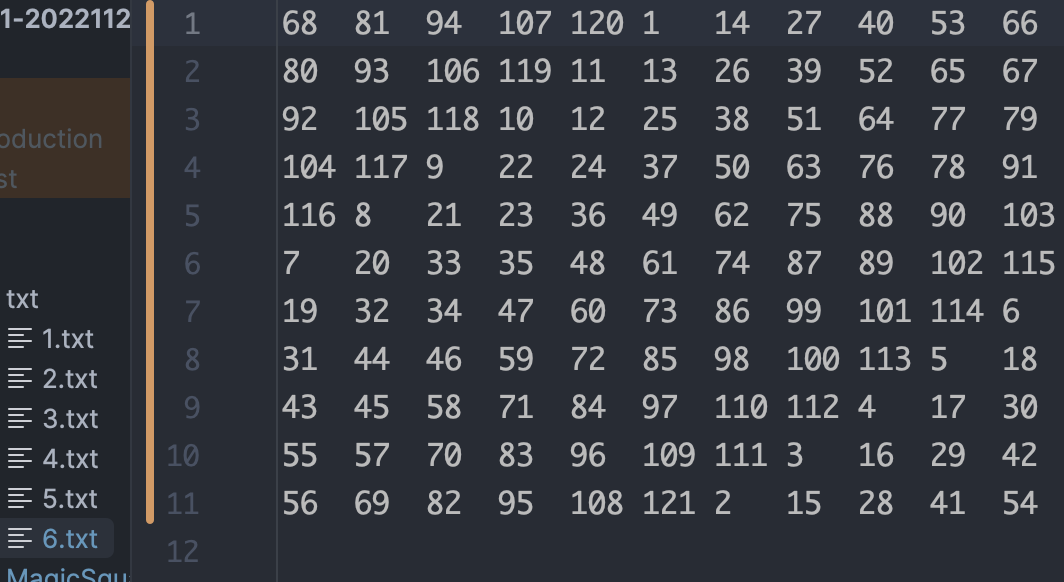 1-2022112
oduction
st
txt
1.txt
2.txt
3.txt
4.txt
5.txt
6.txt
MagicSqu
1 68 81 94 107 120 1 14 27 40 53 66
2 80 93 106 119 11 13 26 39 52 65 67
3 92 105 118 10 12 25 38 51 64 77 79
4 104 117 9 22 24 37 50 63 76 78 91
5 116 8 21 23 36 49 62 75 88 90 103
6 7 20 33 35 48 61 74 87 89 102 115
7 19 32 34 47 60 73 86 99 101 114 6
8 31 44 46 59 72 85 98 100 113 5 18
9 43 45 58 71 84 97 110 112 4 17 30
10 55 57 70 83 96 109 111 3 16 29 42
11 56 69 82 95 108 121 2 15 28 41 54
12